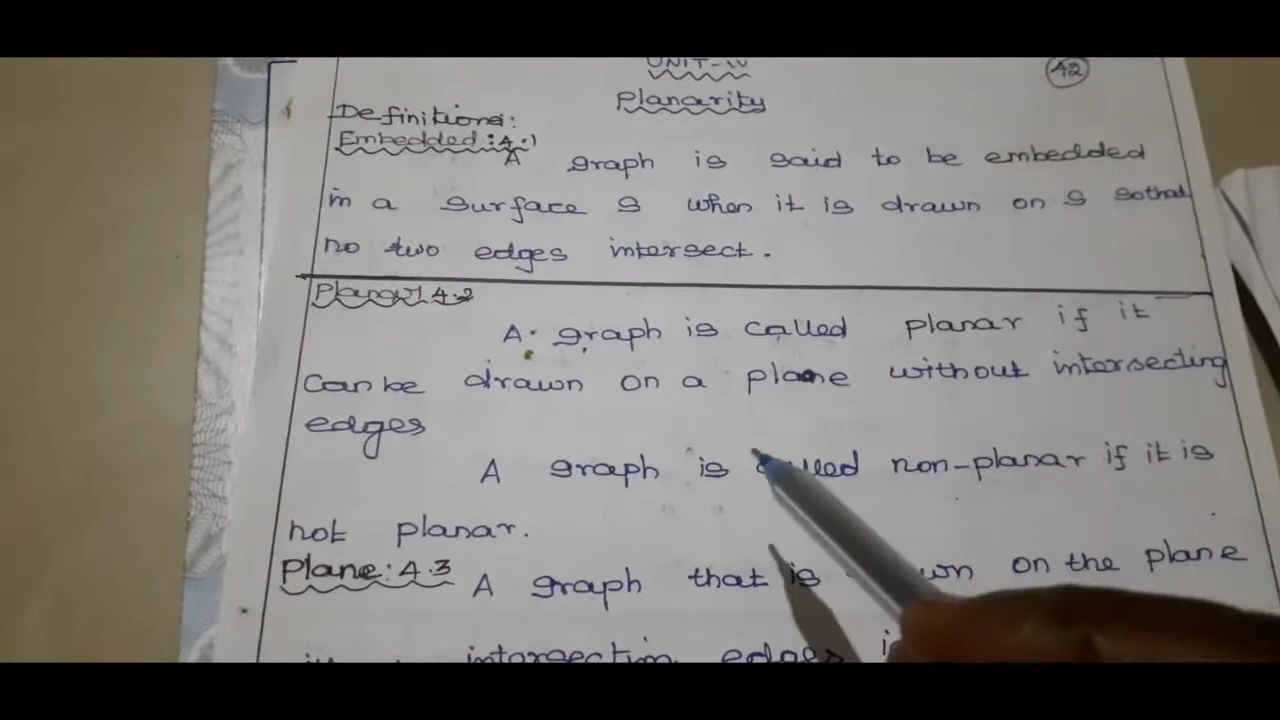 UNIT-IV
42
Planarity
Definitions:
Embedded: 4.1
A graph is said to be embedded
in a surface S when it is drawn on S sothat
no two edges intersect.
Planar 4.2
A graph is called planar if it
Can be drawn on a plane without intersecting
edges
A graph is called non-planar if it is
not planar.
Plane: 4.3
A graph that is on the plane
intersection edges